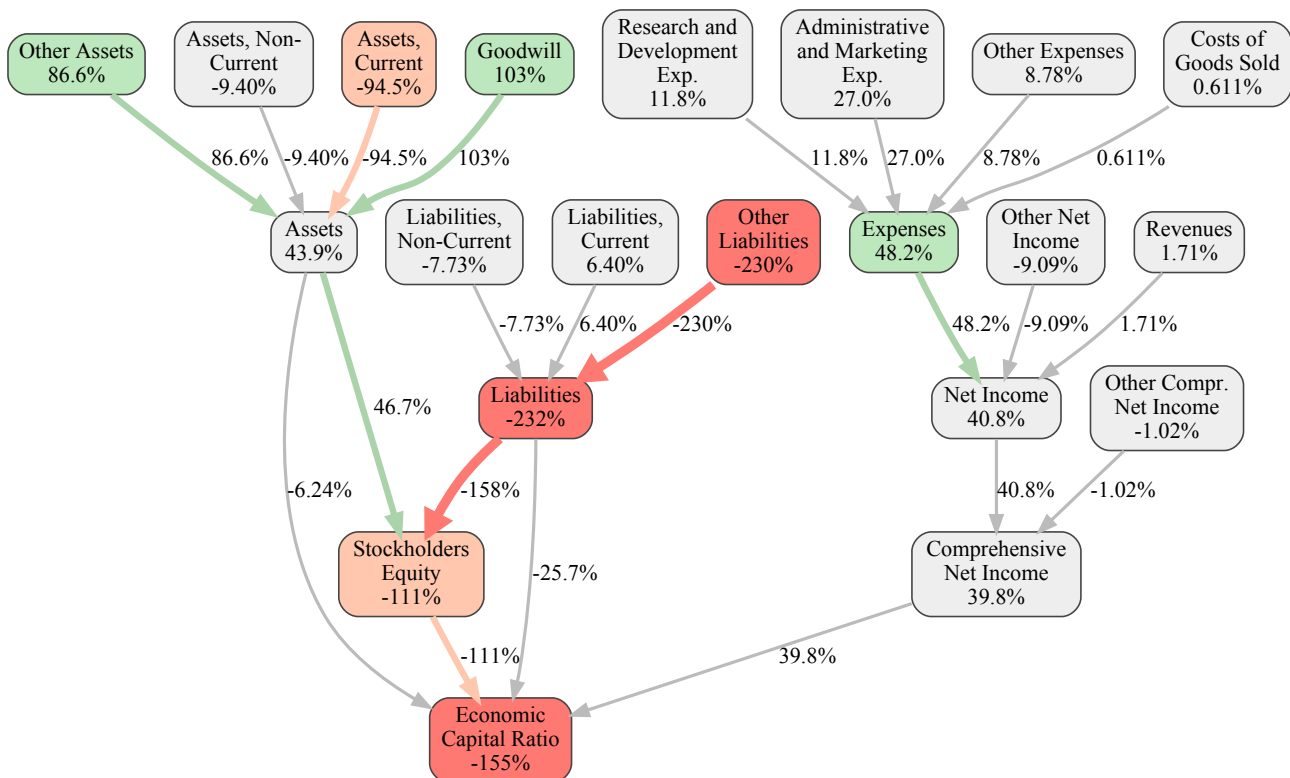 Other Assets
86.6%
Assets, Non-
Current
-9.40%
Assets,
Current
-94.5%
Goodwill
103%
Research and
Development
Exp.
11.8%
Administrative
and Marketing
Exp.
27.0%
Other Expenses
8.78%
Costs of
Goods Sold
0.611%
86.6%
-9.40%
-94.5%
103%
11.8%
27.0%
8.78%
0.611%
Assets
43.9%
Liabilities,
Non-Current
-7.73%
Liabilities,
Current
6.40%
Other
Liabilities
-230%
Expenses
48.2%
Other Net
Income
-9.09%
Revenues
1.71%
-7.73%
6.40%
-230%
48.2%
-9.09%
1.71%
46.7%
Liabilities
-232%
Net Income
40.8%
Other Compr.
Net Income
-1.02%
-6.24%
-158%
40.8%
-1.02%
Stockholders
Equity
-111%
-25.7%
Comprehensive
Net Income
39.8%
-111%
39.8%
Economic
Capital Ratio
-155%